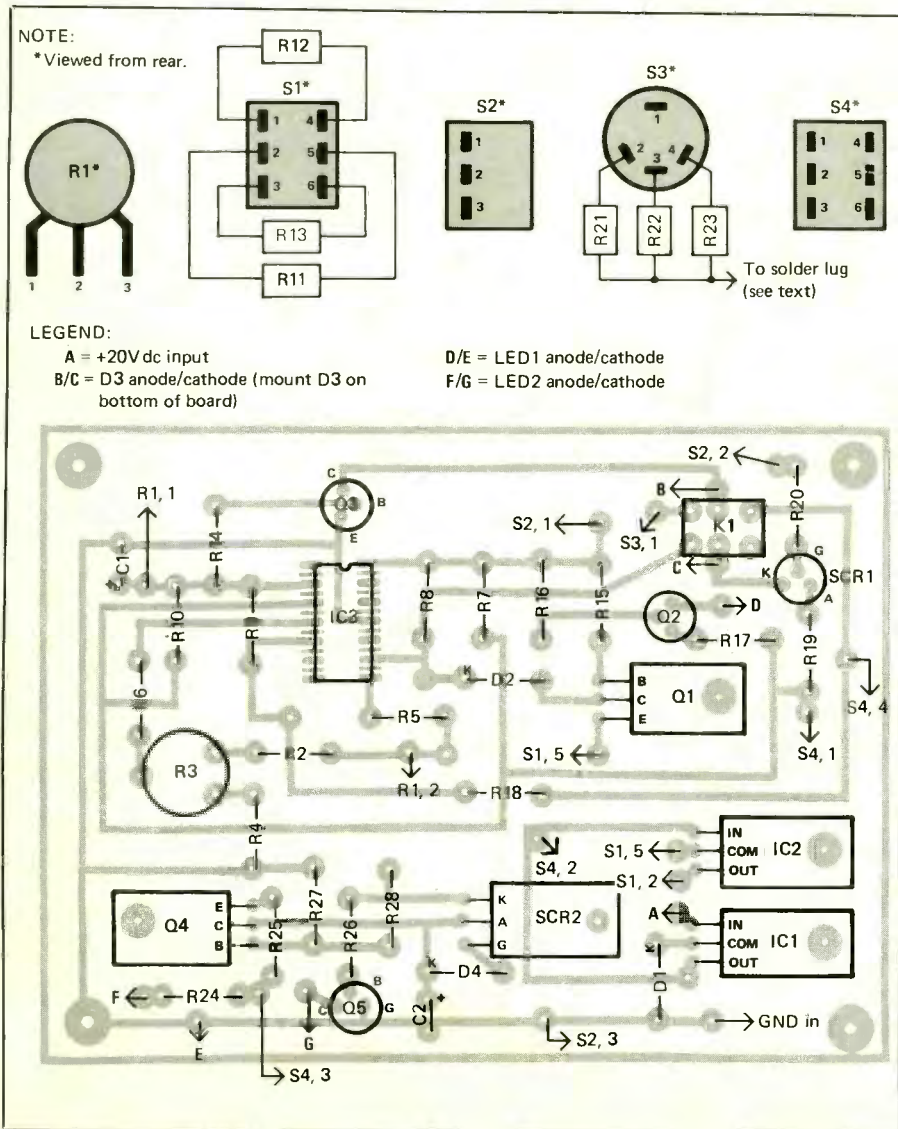 NOTE:
*Viewed from rear.
R12
S1*
1 4
2 5
3 6
R13
R11
R1*
1 2 3
S2*
1
2
3
S3*
1
2 3 4
R21 R22 R23
To solder lug
(see text)
S4*
1 4
2 5
3 6
LEGEND:
A = +20V dc input
B/C = D3 anode/cathode (mount D3 on
bottom of board)
D/E = LED1 anode/cathode
F/G = LED2 anode/cathode
R1, 1
C1
+
R14
C
Q3
B
E
R10
IC3
R6
R3
R2
R4
R5
R1, 2
R8
R7
R16
R15
S2, 1
K
D2
B
C
E
Q1
S1, 5
R18
S2, 2
B
S3, 1
K1
C
R20
G
K
A
SCR1
Q2
D
R17
R19
S4, 4
S4, 1
S4, 2
K
A
G
SCR2
IN
COM
OUT
IC2
S1, 5
S1, 2
A
IN
COM
OUT
IC1
K
D1
Q4
E
C
B
R25
R27
R26
R28
K
D4
F
R24
E
G
C
Q5
B
G
C2
+
S2, 3
GND in
S4, 3